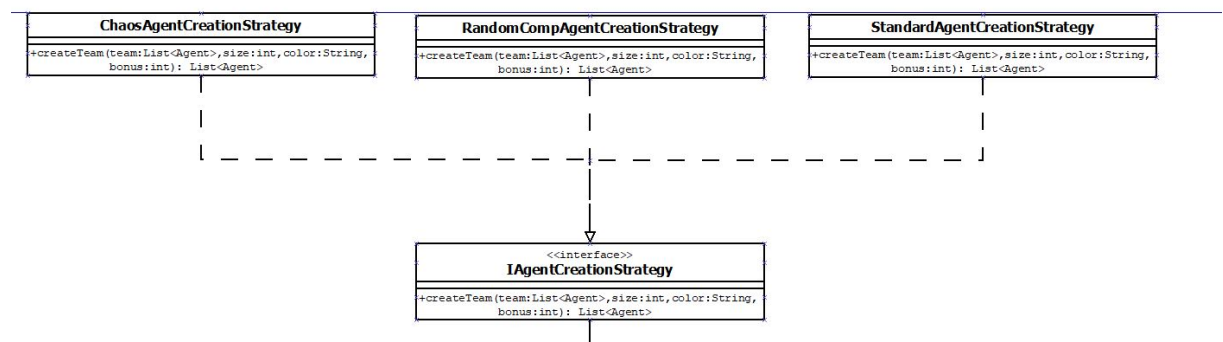 ChaosAgentCreationStrategy
+createTeam(team:List<Agent>,size:int,color:String,
bonus:int): List<Agent>
RandomCompAgentCreationStrategy
+createTeam(team:List<Agent>,size:int,color:String,
bonus:int): List<Agent>
StandardAgentCreationStrategy
+createTeam(team:List<Agent>,size:int,color:String,
bonus:int): List<Agent>
<<interface>>
IAgentCreationStrategy
+createTeam(team:List<Agent>,size:int,color:String,
bonus:int): List<Agent>